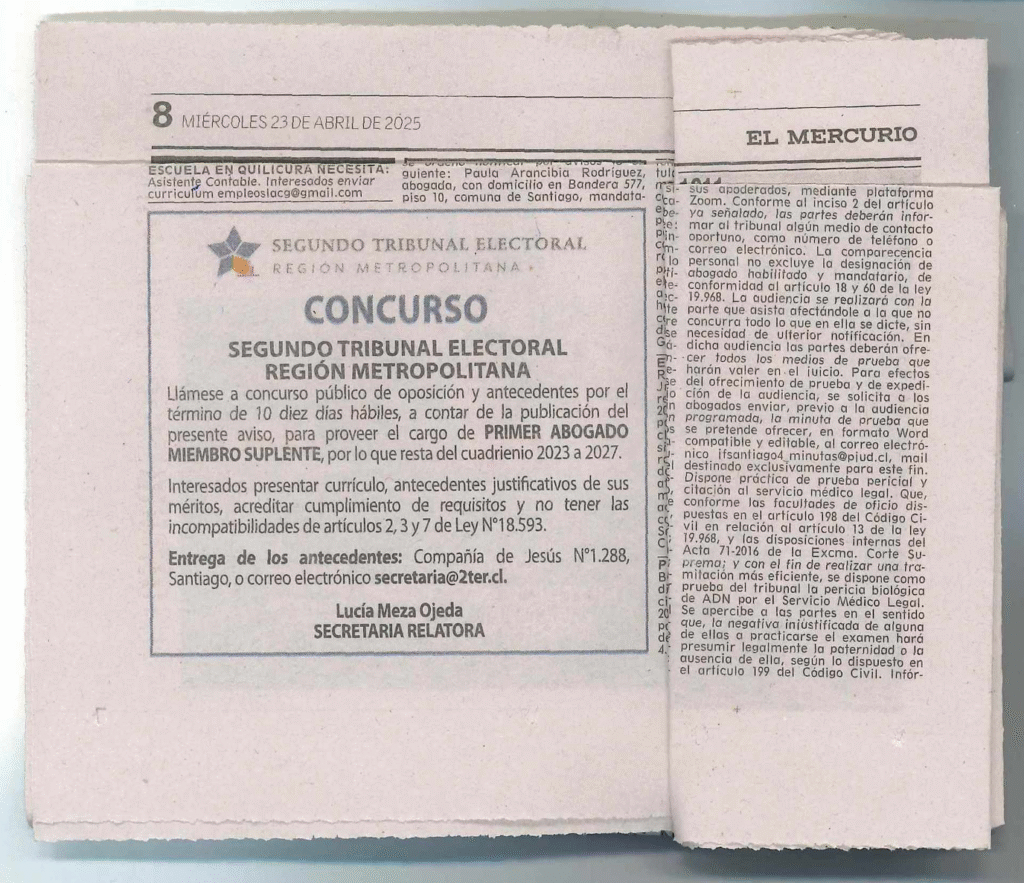 8 MIÉRCOLES 23 DE ABRIL DE 2025
EL MERCURIO
ESCUELA EN QUILICURA NECESITA:
Asistente Contable. Interesados enviar
curriculum empleoslacg@gmail.com
guiente: Paula Arancibia Rodríguez,
abogada, con domicilio en Bandera 577,
piso 10, comuna de Santiago, mandata-
SEGUNDO TRIBUNAL ELECTORAL
REGIÓN METROPOLITANA
CONCURSO
SEGUNDO TRIBUNAL ELECTORAL
REGIÓN METROPOLITANA
Llámese a concurso público de oposición y antecedentes por el
término de 10 diez días hábiles, a contar de la publicación del
presente aviso, para proveer el cargo de PRIMER ABOGADO
MIEMBRO SUPLENTE, por lo que resta del cuadrienio 2023 a 2027.
Interesados presentar currículo, antecedentes justificativos de sus
méritos, acreditar cumplimiento de requisitos y no tener las
incompatibilidades de artículos 2, 3 y 7 de Ley N°18.593.
Entrega de los antecedentes: Compañía de Jesús N°1.288,
Santiago, o correo electrónico secretaria@2ter.cl.
Lucía Meza Ojeda
SECRETARIA RELATORA
sus apoderados, mediante plataforma
Zoom. Conforme al inciso 2 del artículo
ya señalado, las partes deberán infor-
mar al tribunal algún medio de contacto
oportuno, como número de teléfono o
correo electrónico. La comparecencia
personal no excluye la designación de
abogado habilitado y mandatario, de
conformidad al artículo 18 y 60 de la ley
19.968. La audiencia se realizará con la
parte que asista afectándole a la que no
concurra todo lo que en ella se dicte, sin
necesidad de ulterior notificación. En
dicha audiencia las partes deberán ofre-
cer todos los medios de prueba que
harán valer en el juicio. Para efectos
del ofrecimiento de prueba y de expedi-
ción de la audiencia, se solicita a los
abogados enviar, previo a la audiencia
programada, la minuta de prueba que
se pretende ofrecer, en formato Word
compatible y editable, al correo electró-
nico jfsantiago4_minutas@pjud.cl, mail
destinado exclusivamente para este fin.
Dispone práctica de prueba pericial y
citación al servicio médico legal. Que,
conforme las facultades de oficio dis-
puestas en el artículo 198 del Código Ci-
vil en relación al artículo 13 de la ley
19.968, y las disposiciones internas del
Acta 71-2016 de la Excma. Corte Su-
prema; y con el fin de realizar una tra-
mitación más eficiente, se dispone como
prueba del tribunal la pericia biológica
de ADN por el Servicio Médico Legal.
Se apercibe a las partes en el sentido
que, la negativa injustificada de alguna
de ellas a practicarse el examen hará
presumir legalmente la paternidad o la
ausencia de ella, según lo dispuesto en
el artículo 199 del Código Civil. Infór-